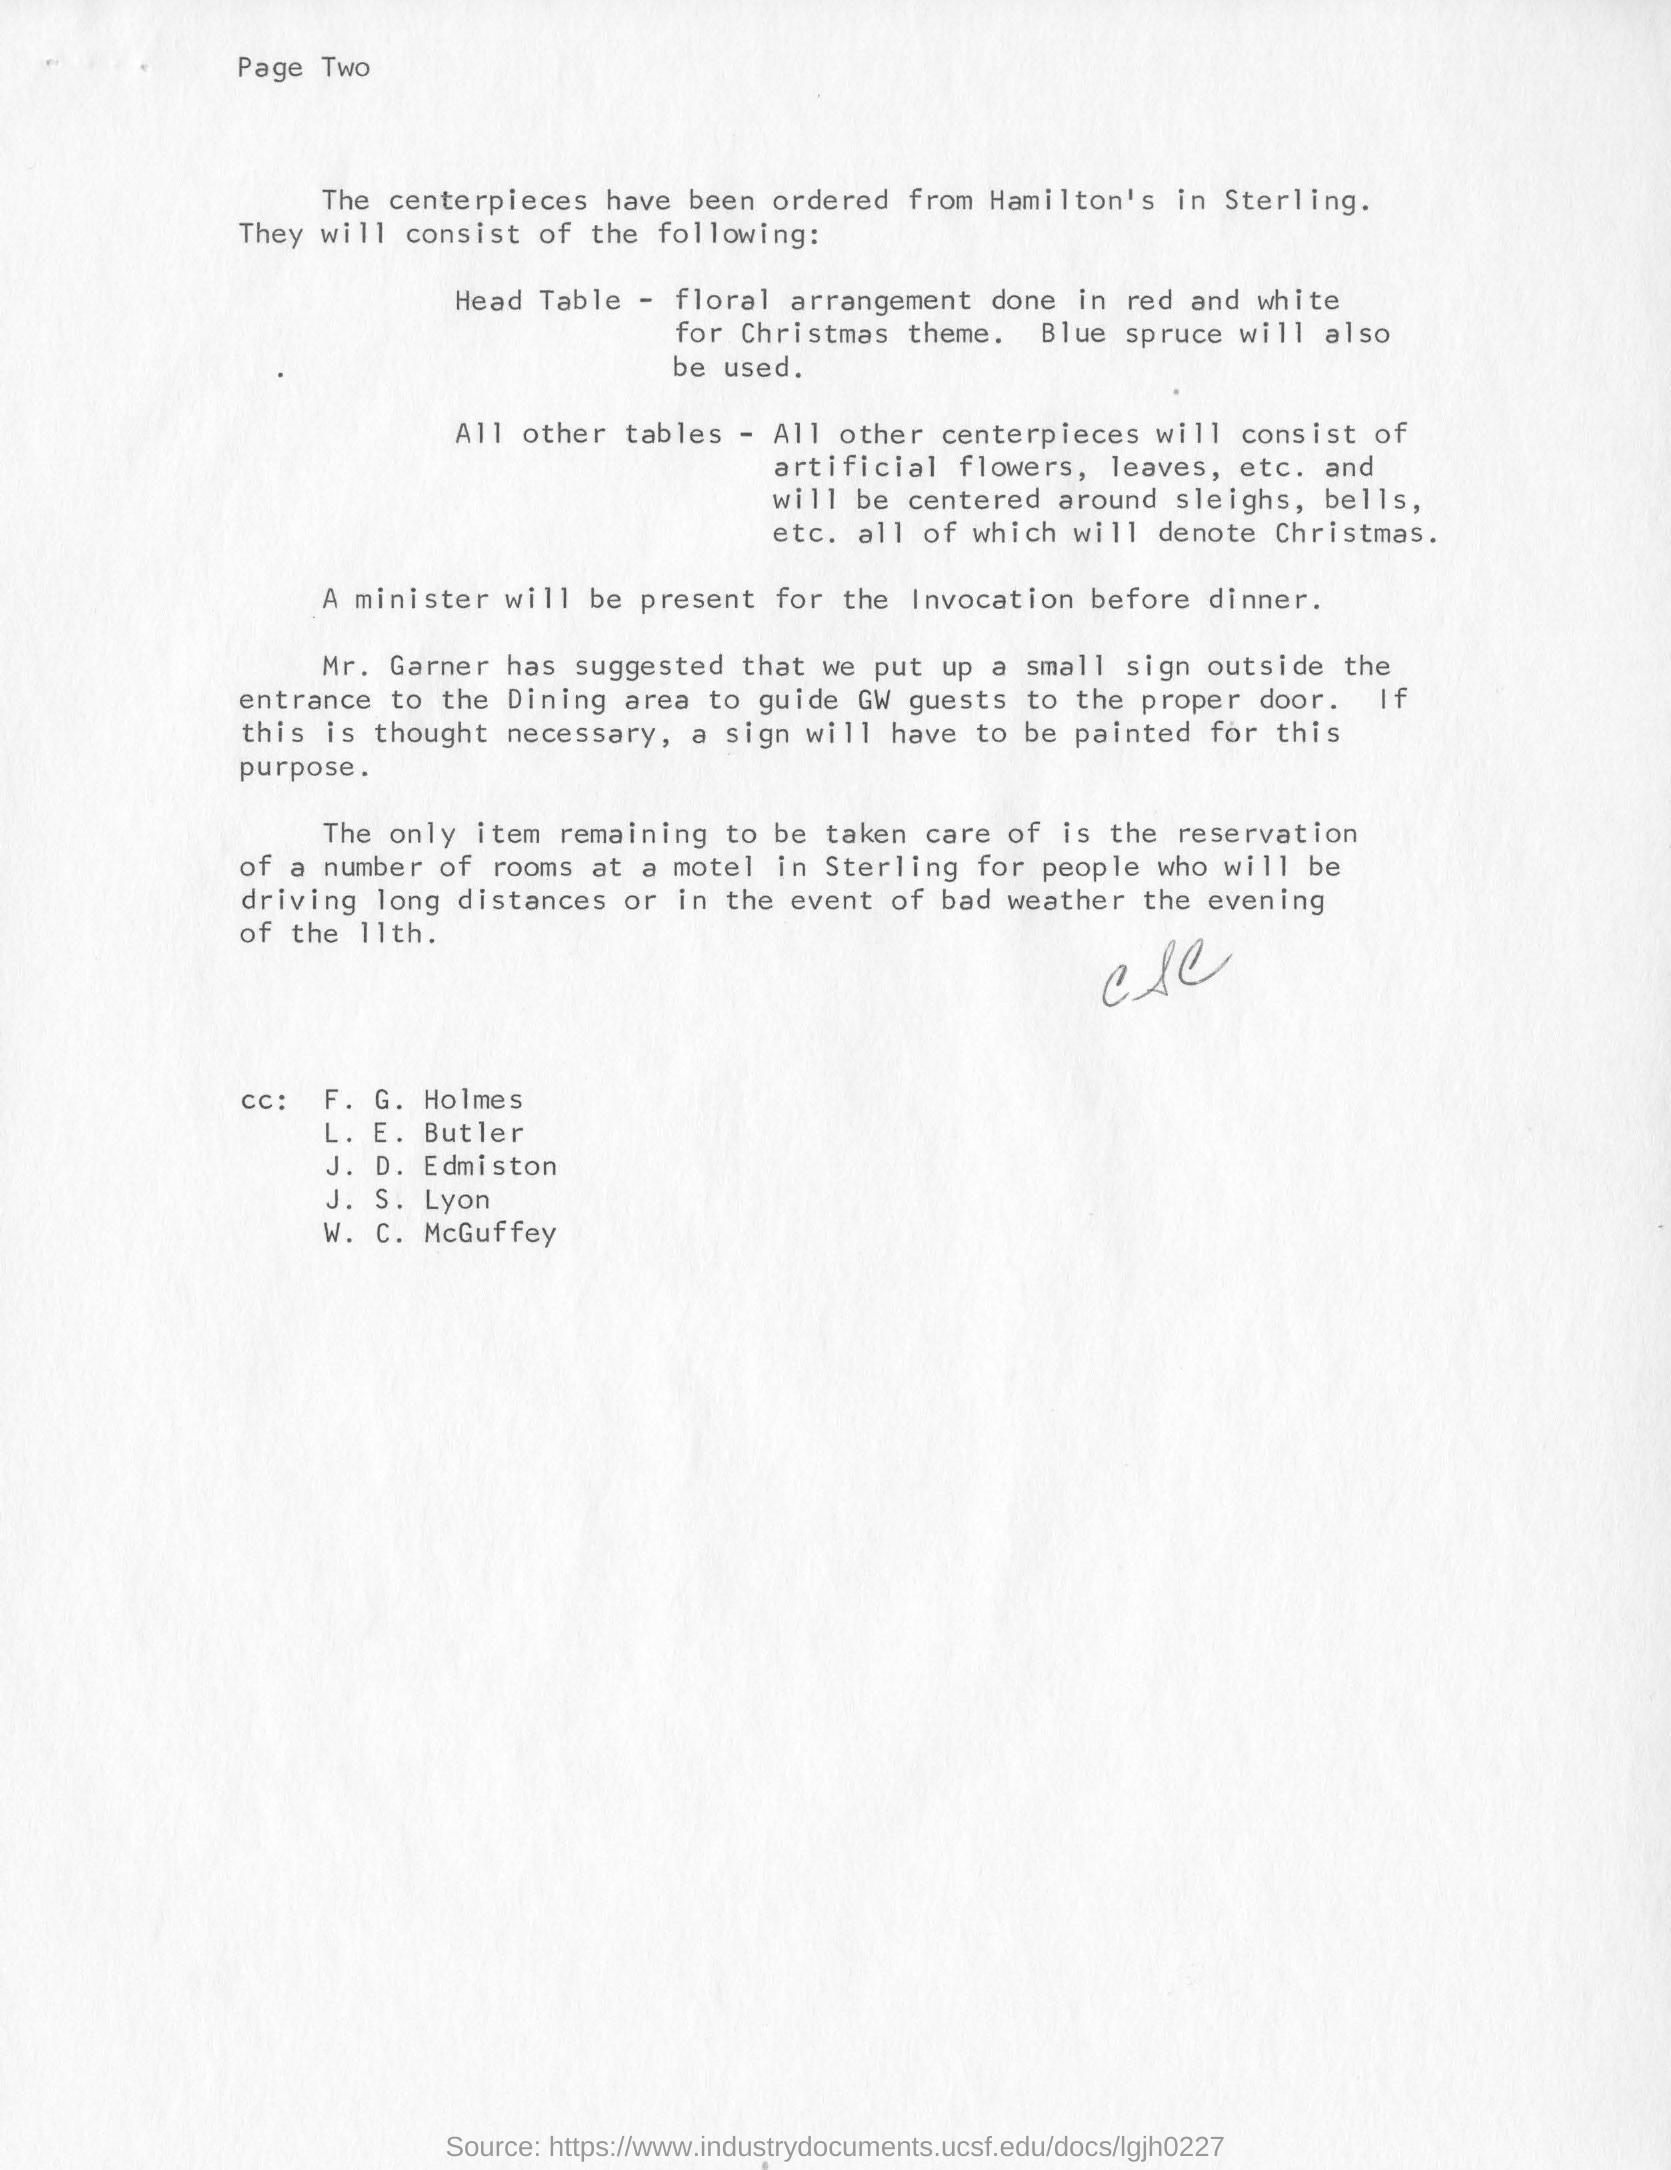 Page Two
The centerpieces have been ordered from Hamilton's in Sterling.
They will consist of the following:
Head Table - floral arrangement done in red and white
for Christmas theme. Blue spruce will also
be used.
All other tables - All other centerpieces will consist of
artificial flowers, leaves, etc. and
will be centered around sleighs, bells,
etc. all of which will denote Christmas.
A minister will be present for the Invocation before dinner.
Mr. Garner has suggested that we put up a small sign outside the
entrance to the Dining area to guide GW guests to the proper door. If
this is thought necessary, a sign will have to be painted for this
purpose.
The only item remaining to be taken care of is the reservation
of a number of rooms at a motel in Sterling for people who will be
driving long distances or in the event of bad weather the evening
of the 11th.
CSC
cc: F. G. Holmes
L. E. Butler
J. D. Edmiston
J. S. Lyon
W. C. McGuffey
Source: https://www.industrydocuments.ucsf.edu/docs/lgjh0227